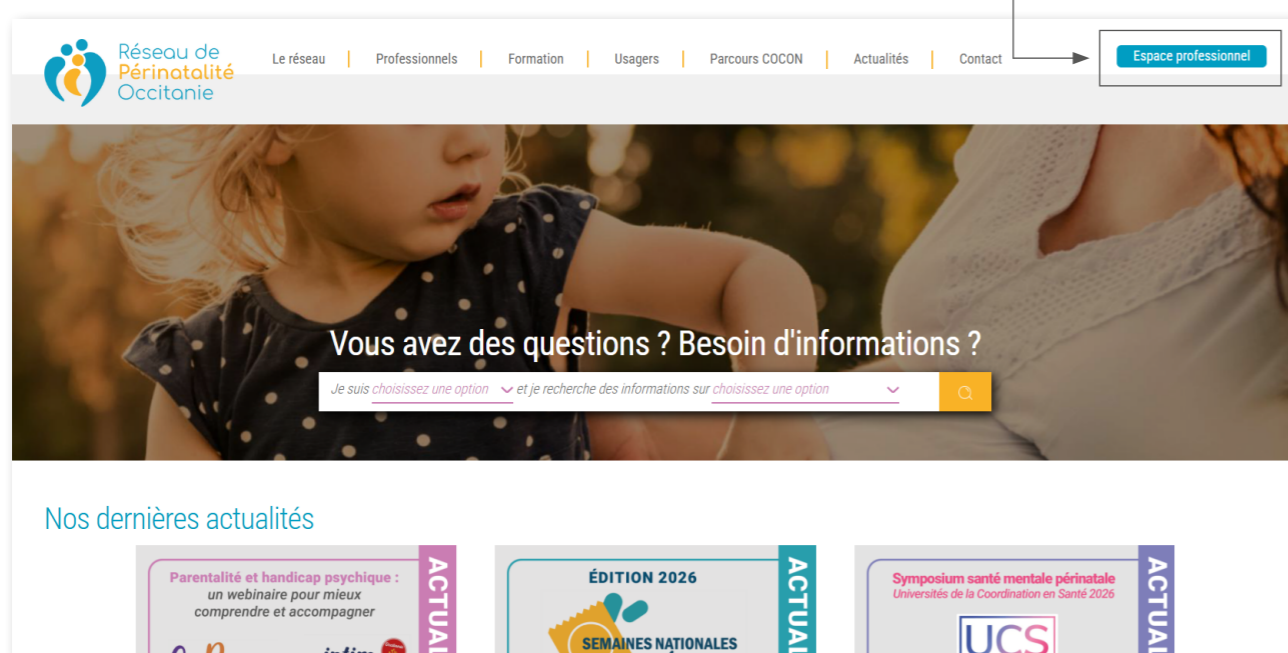 Réseau de
Périnatalité
Occitanie
Le réseau
Professionnels
Formation
Usagers
Parcours COCON
Actualités
Contact
Espace professionnel
Vous avez des questions ? Besoin d'informations ?
Je suis choisissez une option et je recherche des informations sur choisissez une option
Nos dernières actualités
Parentalité et handicap psychique :
un webinaire pour mieux
comprendre et accompagner
ÉDITION 2026
SEMAINES NATIONALES
Symposium santé mentale périnatale
Universités de la Coordination en Santé 2026
UCS